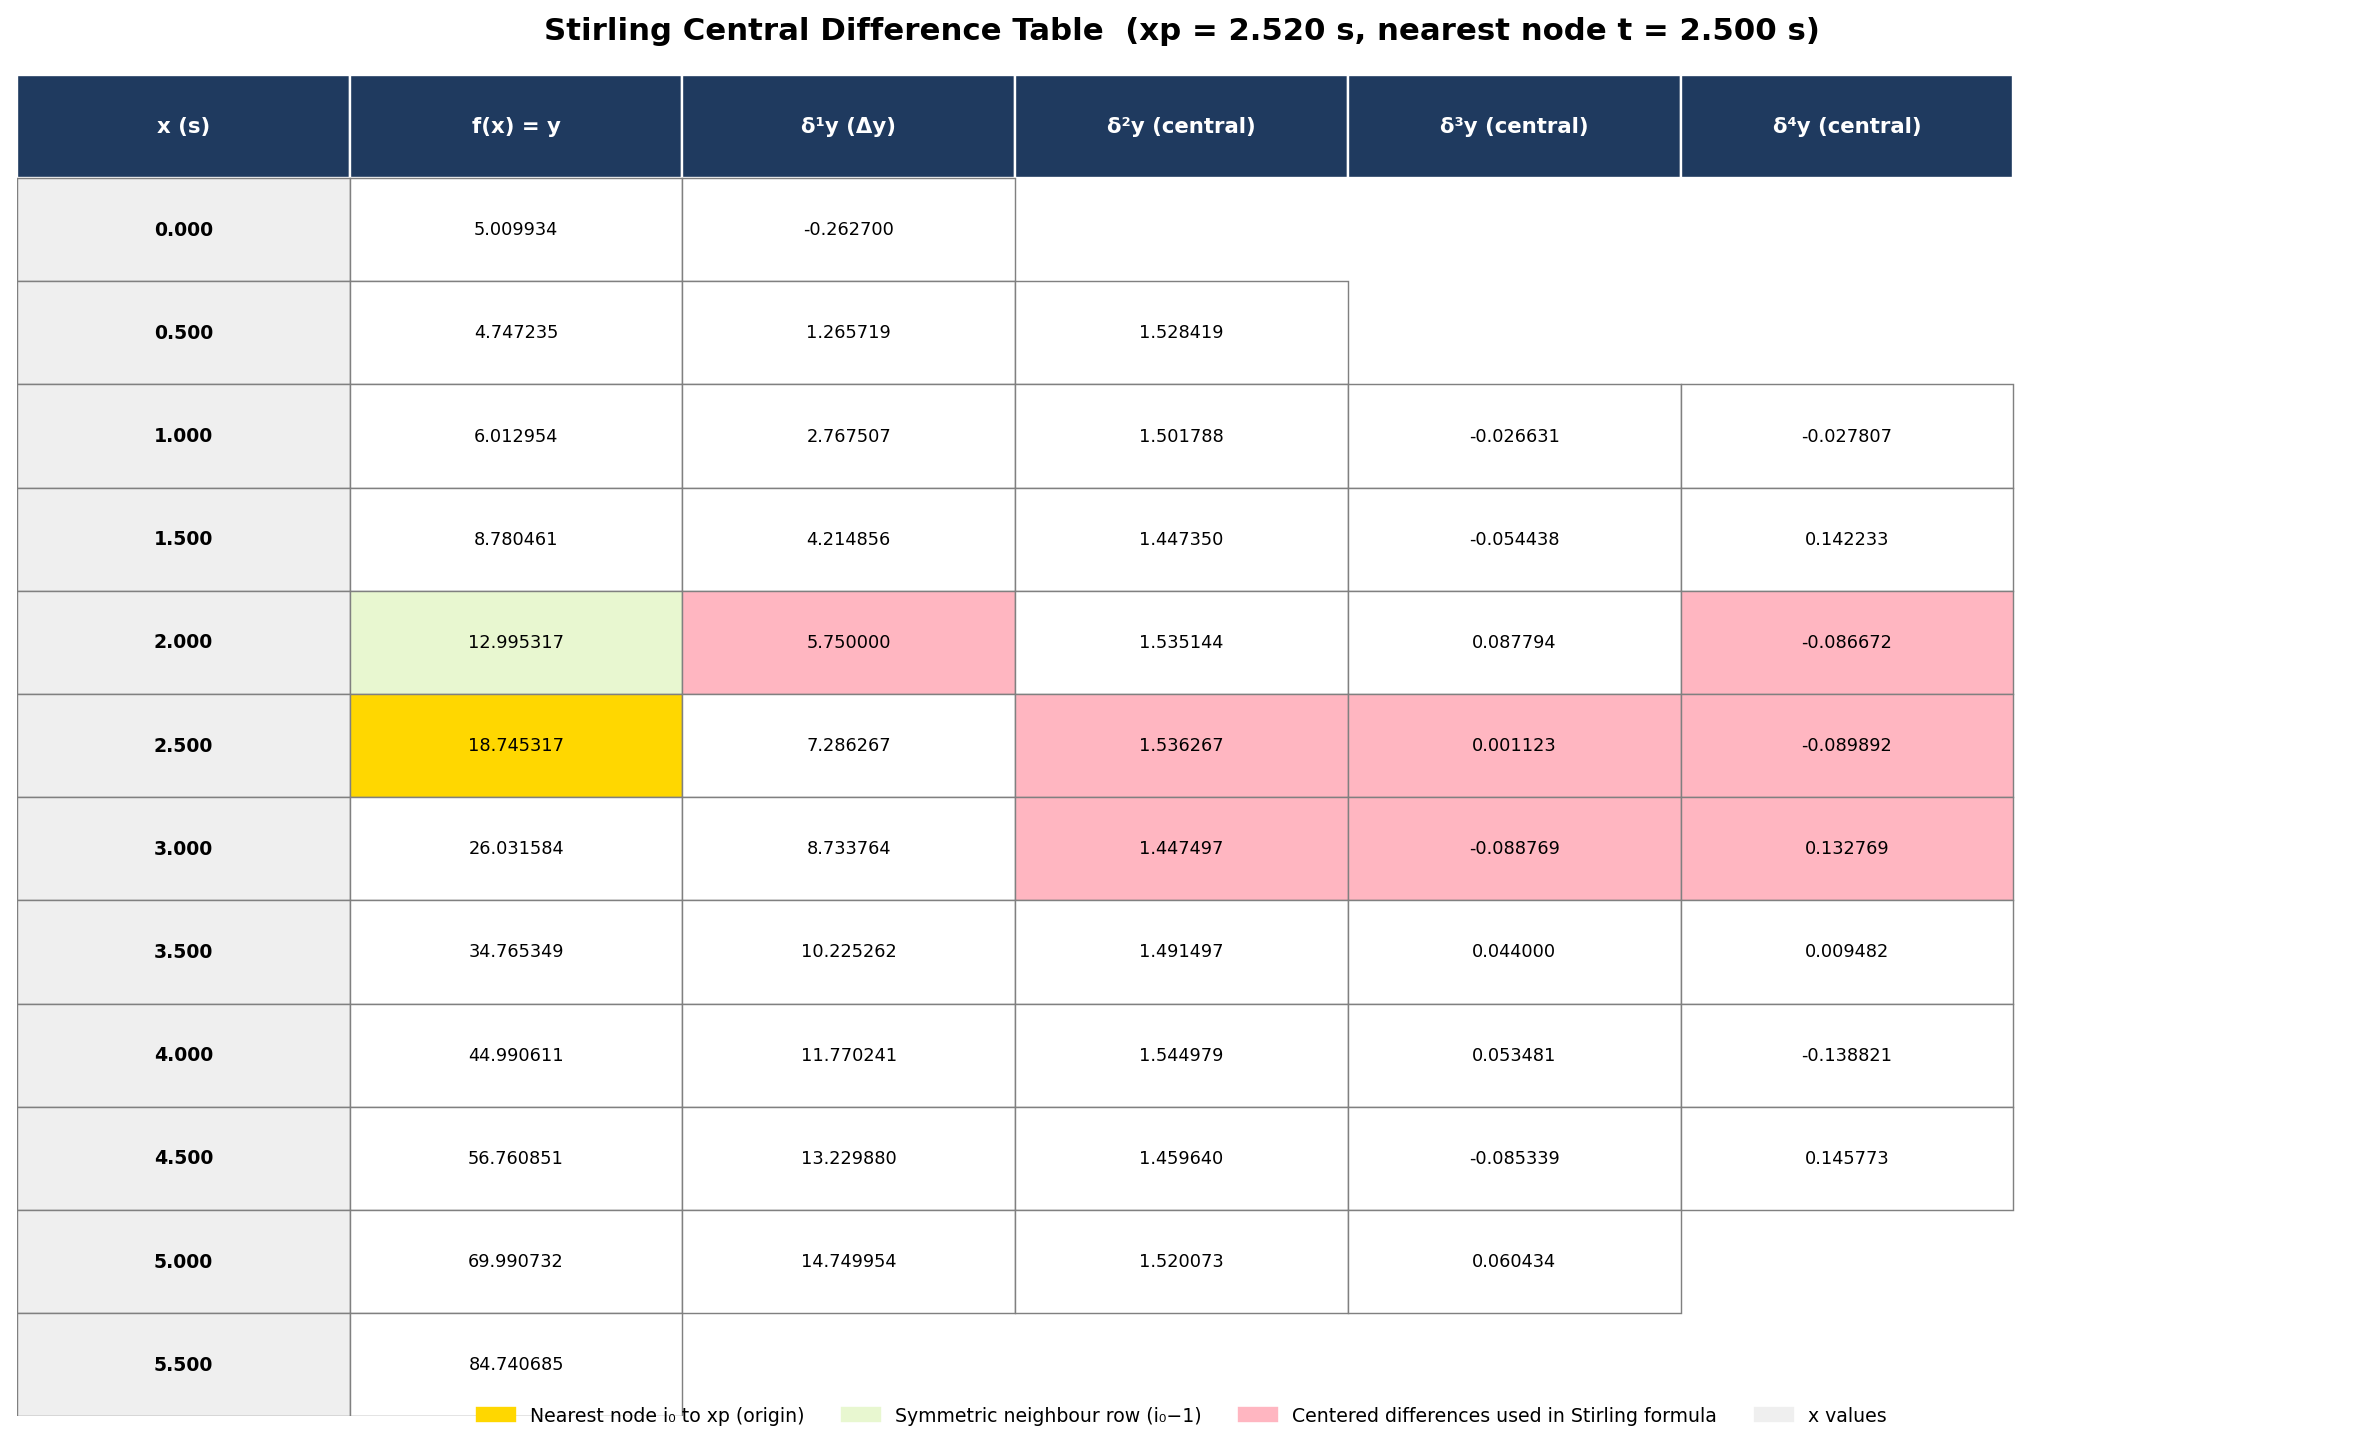 Stirling Central Difference Table (xp = 2.520 s, nearest node t = 2.500 s)
x (s) f(x) = y δ¹y (Δy) δ²y (central) δ³y (central) δ⁴y (central)
0.000 5.009934 -0.262700
0.500 4.747235 1.265719 1.528419
1.000 6.012954 2.767507 1.501788 -0.026631 -0.027807
1.500 8.780461 4.214856 1.447350 -0.054438 0.142233
2.000 12.995317 5.750000 1.535144 0.087794 -0.086672
2.500 18.745317 7.286267 1.536267 0.001123 -0.089892
3.000 26.031584 8.733764 1.447497 -0.088769 0.132769
3.500 34.765349 10.225262 1.491497 0.044000 0.009482
4.000 44.990611 11.770241 1.544979 0.053481 -0.138821
4.500 56.760851 13.229880 1.459640 -0.085339 0.145773
5.000 69.990732 14.749954 1.520073 0.060434
5.500 84.740685
Nearest node i₀ to xp (origin) Symmetric neighbour row (i₀−1) Centered differences used in Stirling formula x values